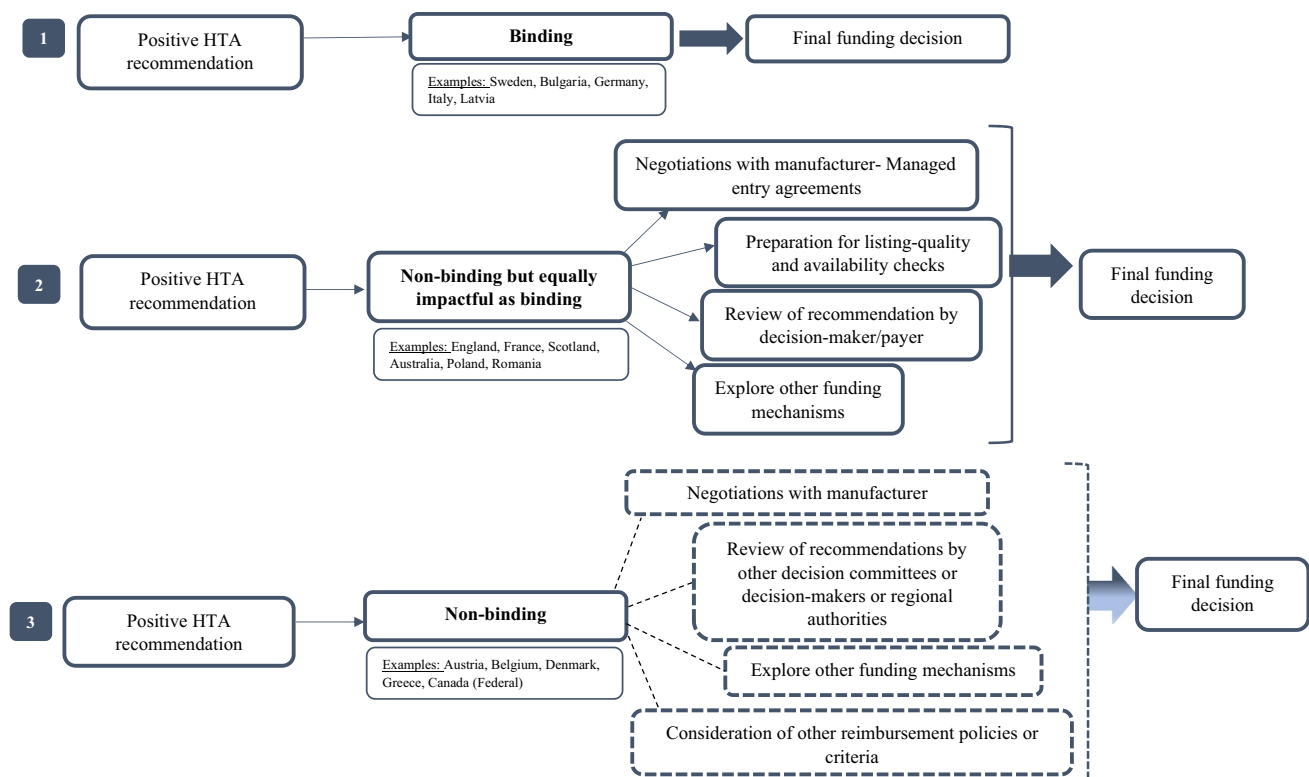 1
Positive HTA
recommendation
Binding
Examples: Sweden, Bulgaria, Germany,
Italy, Latvia
Final funding decision
2
Positive HTA
recommendation
Non-binding but equally
impactful as binding
Examples: England, France, Scotland,
Australia, Poland, Romania
Negotiations with manufacturer- Managed
entry agreements
Preparation for listing-quality
and availability checks
Review of recommendation by
decision-maker/payer
Explore other funding
mechanisms
Final funding
decision
3
Positive HTA
recommendation
Non-binding
Examples: Austria, Belgium, Denmark,
Greece, Canada (Federal)
Negotiations with manufacturer
Review of recommendations by
other decision committees or
decision-makers or regional
authorities
Explore other funding mechanisms
Consideration of other reimbursement policies or
criteria
Final funding
decision